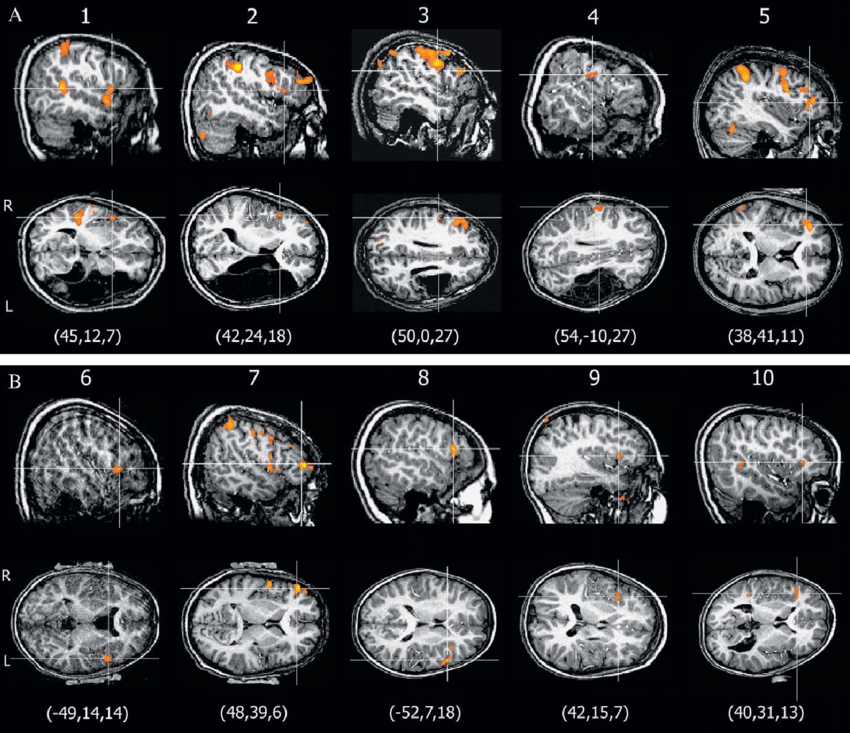 A 1 2 3 4 5
R
L
(45,12,7) (42,24,18) (50,0,27) (54,-10,27) (38,41,11)
B 6 7 8 9 10
R
L
(-49,14,14) (48,39,6) (-52,7,18) (42,15,7) (40,31,13)